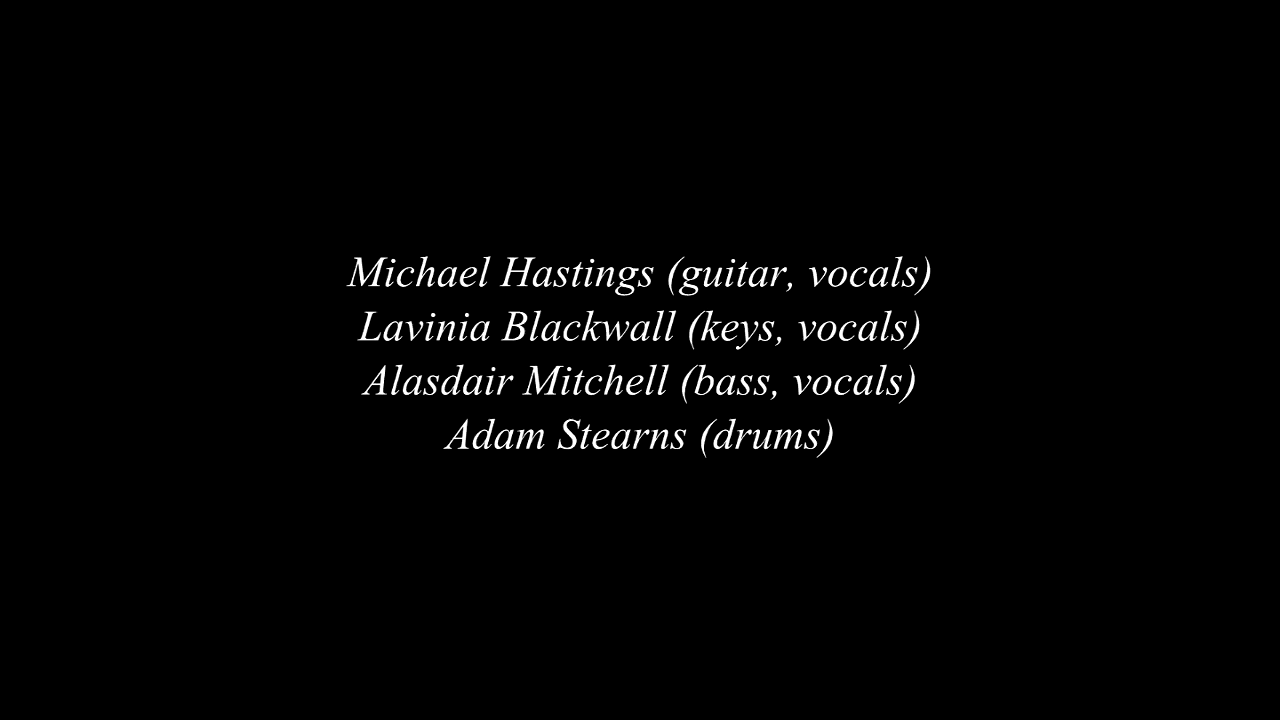 Michael Hastings (guitar, vocals)
Lavinia Blackwall (keys, vocals)
Alasdair Mitchell (bass, vocals)
Adam Stearns (drums)